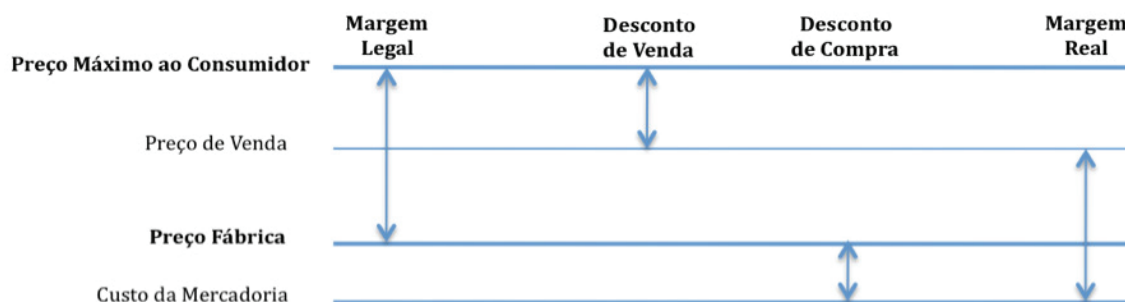 Margem
Legal
Desconto
de Venda
Desconto
de Compra
Margem
Real
Preço Máximo ao Consumidor
Preço de Venda
Preço Fábrica
Custo da Mercadoria